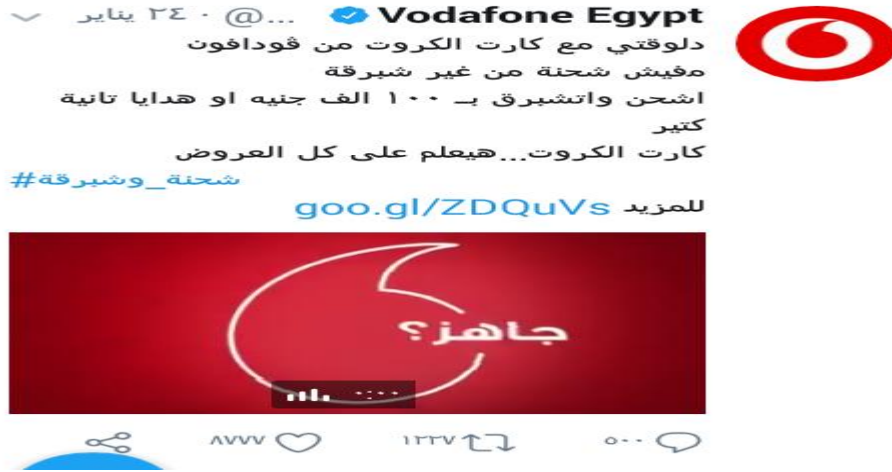 Vodafone Egypt @... · ٢٤ يناير
دلوقتي مع كارت الكروت من ڤودافون
مفيش شحنة من غير شبرقة
اشحن واتشبرق بـ ١٠٠ الف جنيه او هدايا تانية
كتير
كارت الكروت...هيعلم على كل العروض
#شحنة_وشبرقة
للمزيد goo.gl/ZDQuVs
جاهز؟
٠:٠٠
٥٠٠ ١٢٢٧ ٨٧٧٧